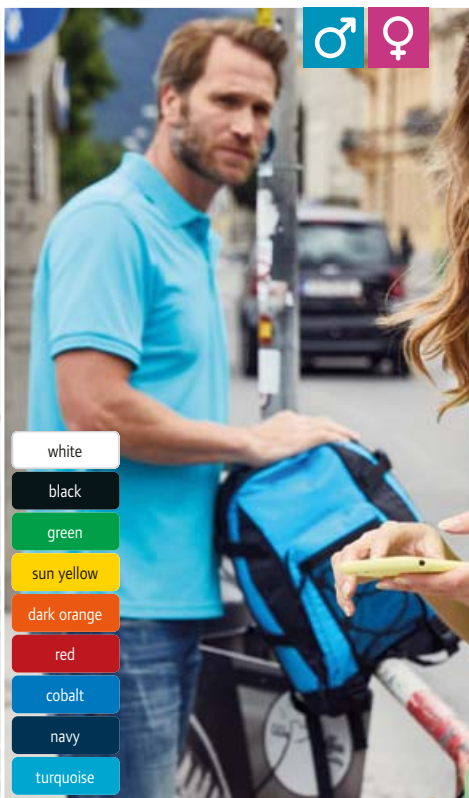 white
black
green
sun yellow
dark orange
red
cobalt
navy
turquoise